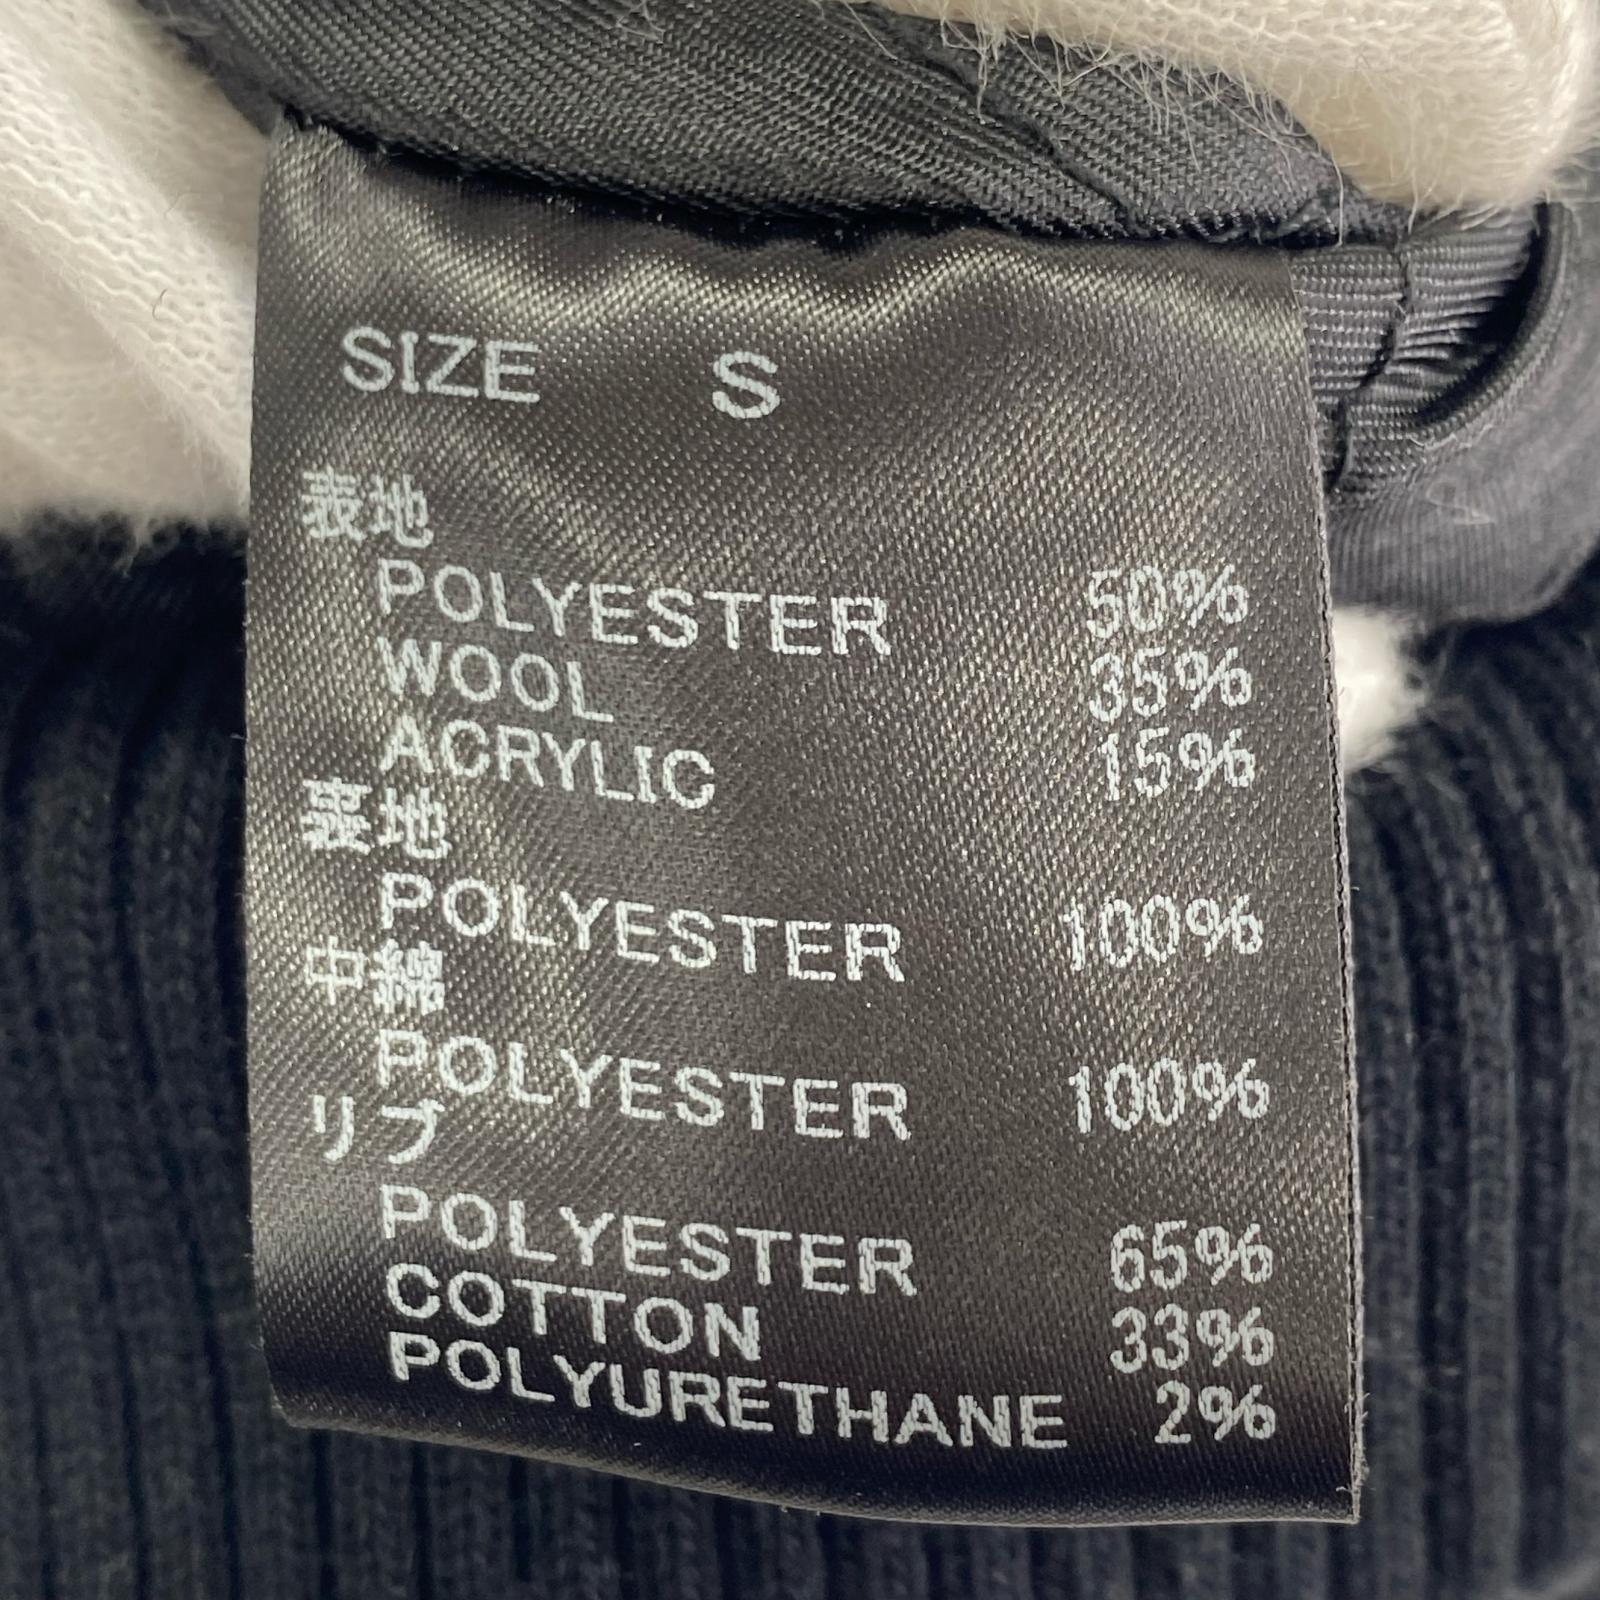 SIZE S
表地
POLYESTER 50%
WOOL 35%
ACRYLIC 15%
裏地
POLYESTER 100%
中綿
POLYESTER 100%
リブ
POLYESTER 65%
COTTON 33%
POLYURETHANE 2%